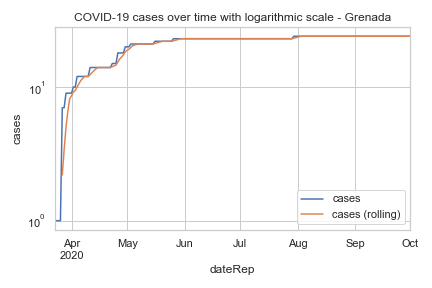 COVID-19 cases over time with logarithmic scale - Grenada
cases
10¹
10⁰
cases
cases (rolling)
Apr May Jun Jul Aug Sep Oct
2020
dateRep